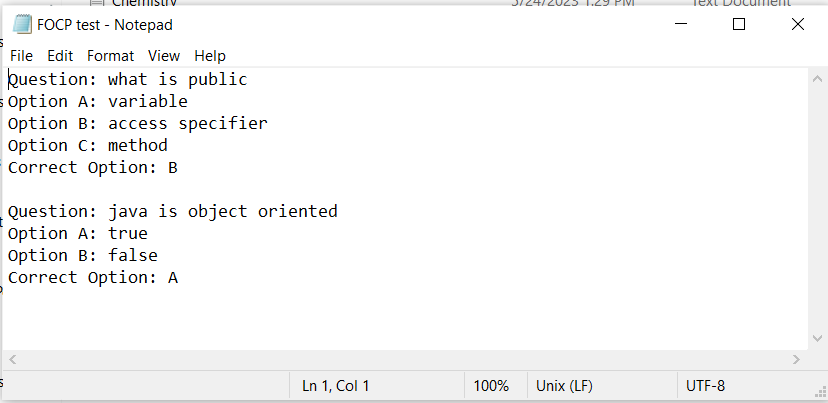 Chemistry 5/24/2023 1:29 PM Text Document
FOCP test - Notepad
File Edit Format View Help
Question: what is public
Option A: variable
Option B: access specifier
Option C: method
Correct Option: B
Question: java is object oriented
Option A: true
Option B: false
Correct Option: A
Ln 1, Col 1 100% Unix (LF) UTF-8